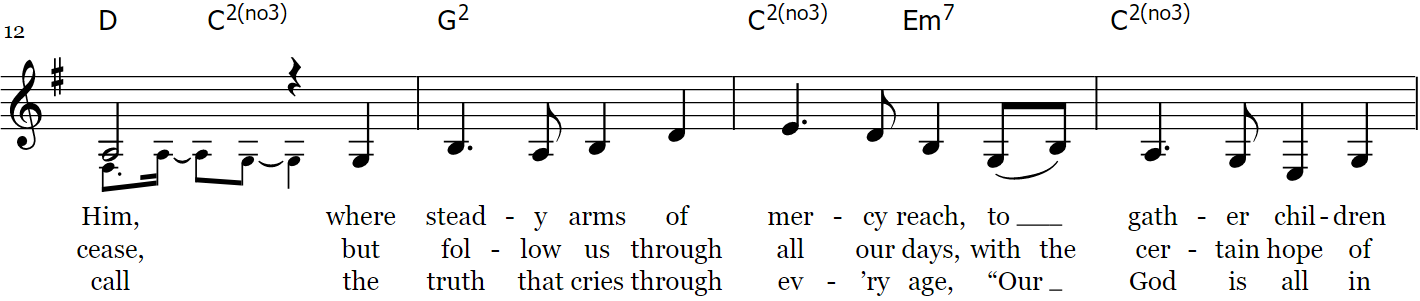 D C2(no3) G2 C2(no3) Em7 C2(no3)
12
Him, where stead - y arms of mer - cy reach, to ___ gath - er chil - dren
cease, but fol - low us through all our days, with the cer - tain hope of
call the truth that cries through ev - ’ry age, “Our _ God is all in